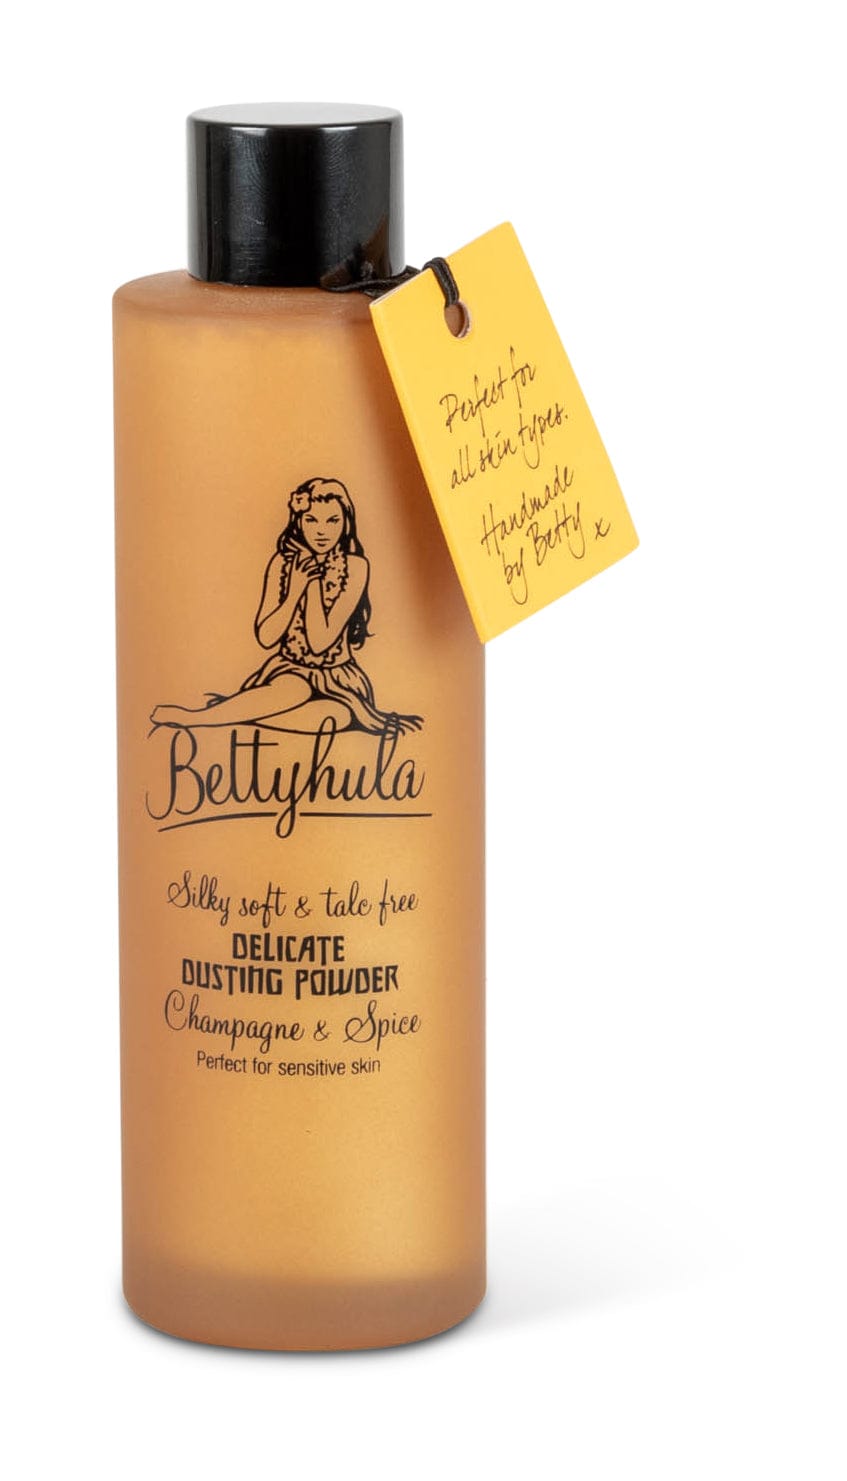 Perfect for
all skin types.
Handmade
by Betty x
Bettyhula
Silky soft & talc free
DELICATE
DUSTING POWDER
Champagne & Spice
Perfect for sensitive skin